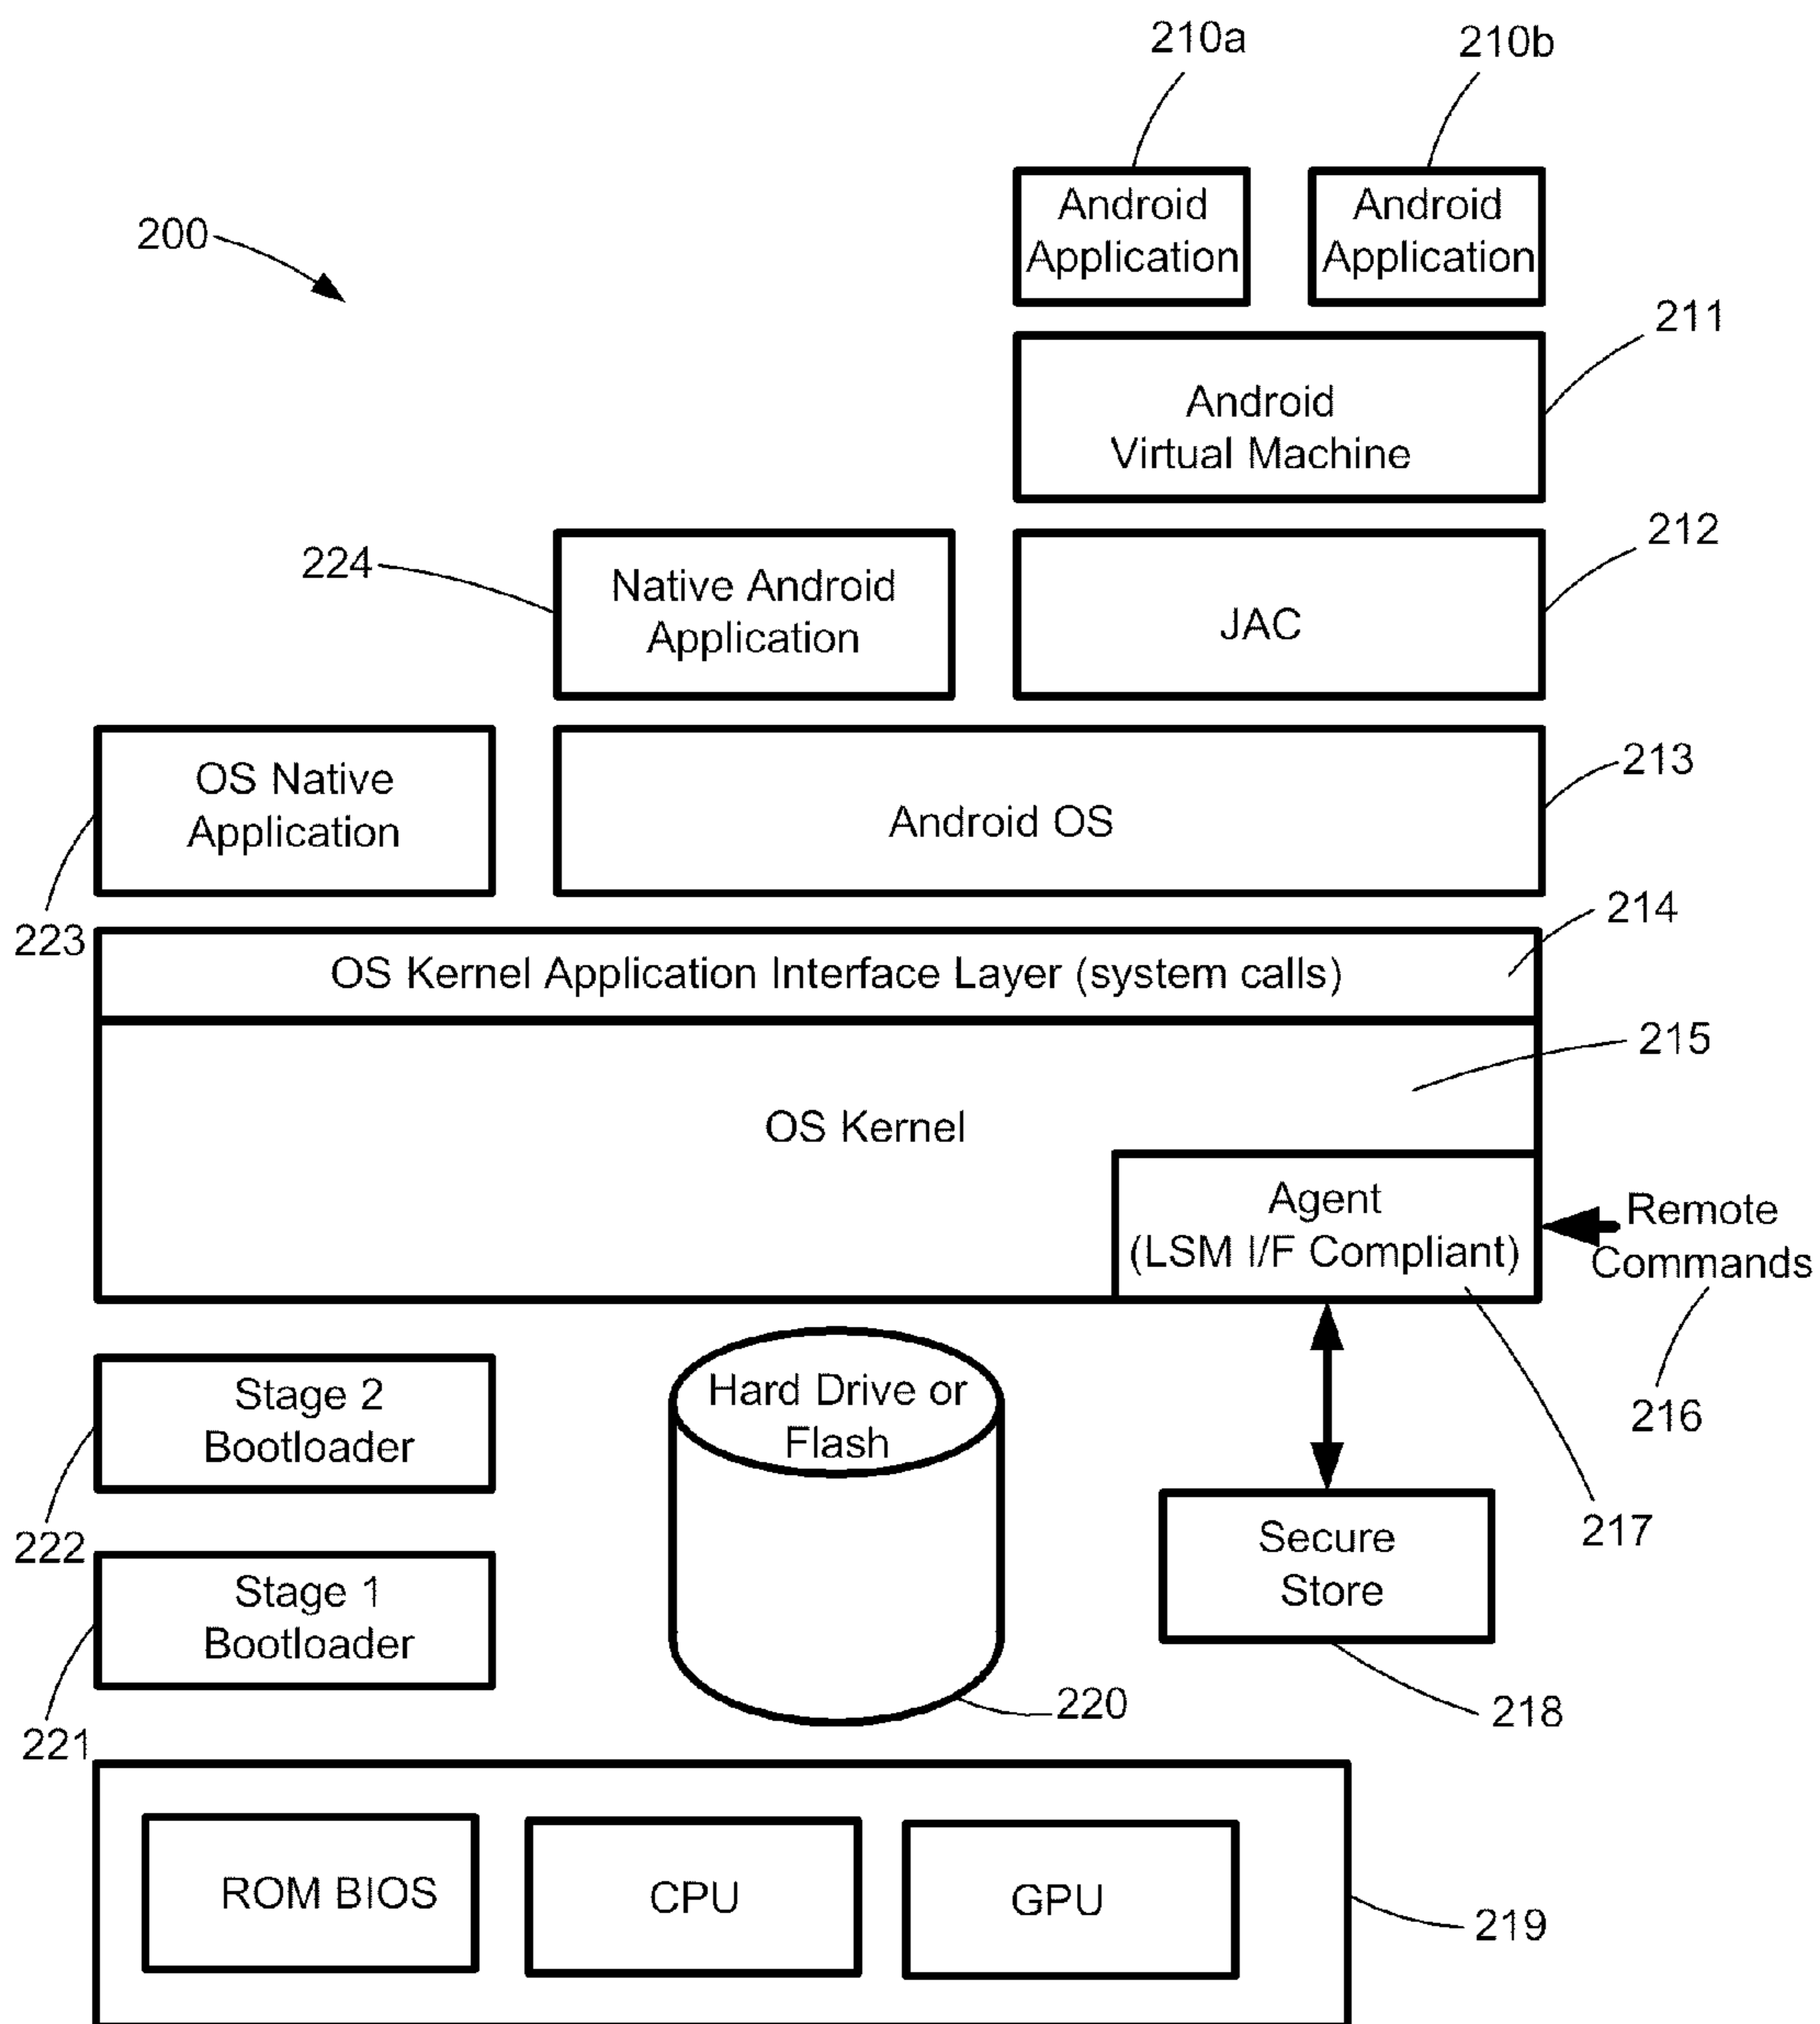 210a
210b
200
Android
Application
Android
Application
211
Android
Virtual Machine
212
224
Native Android
Application
JAC
213
OS Native
Application
Android OS
223
214
OS Kernel Application Interface Layer (system calls)
215
OS Kernel
Agent
(LSM I/F Compliant)
Remote
Commands
216
Stage 2
Bootloader
Hard Drive or
Flash
222
217
Secure
Store
Stage 1
Bootloader
220
218
221
ROM BIOS
CPU
GPU
219